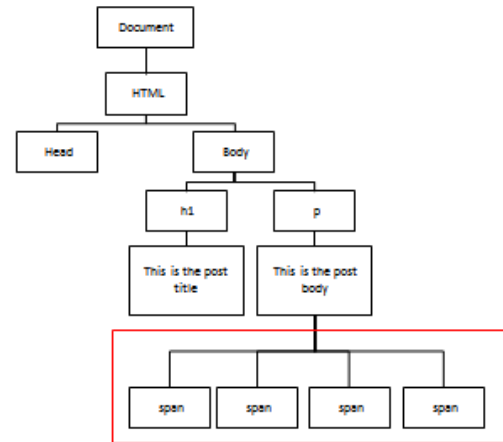 Document
HTML
Head
Body
h1
p
This is the post
title
This is the post
body
span
span
span
span